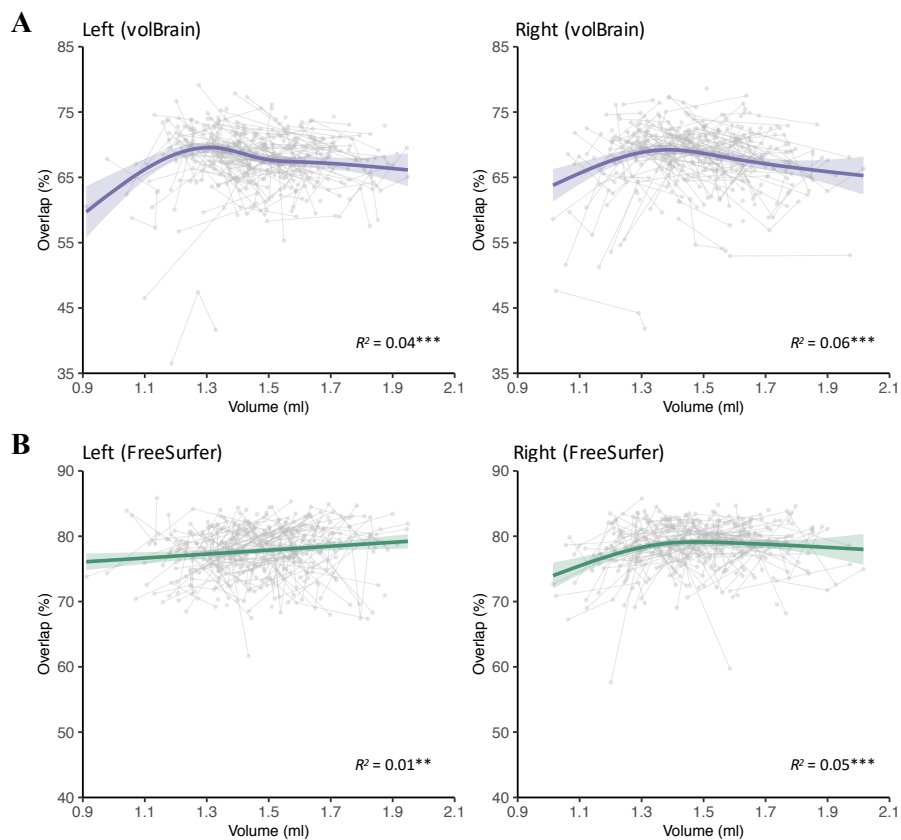 A
Left (volBrain)
Right (volBrain)
85
75
65
55
45
35
Overlap (%)
R² = 0.04***
0.9 1.1 1.3 1.5 1.7 1.9 2.1
Volume (ml)
85
75
65
55
45
35
Overlap (%)
R² = 0.06***
0.9 1.1 1.3 1.5 1.7 1.9 2.1
Volume (ml)
B
Left (FreeSurfer)
Right (FreeSurfer)
90
80
70
60
50
40
Overlap (%)
R² = 0.01**
0.9 1.1 1.3 1.5 1.7 1.9 2.1
Volume (ml)
90
80
70
60
50
40
Overlap (%)
R² = 0.05***
0.9 1.1 1.3 1.5 1.7 1.9 2.1
Volume (ml)